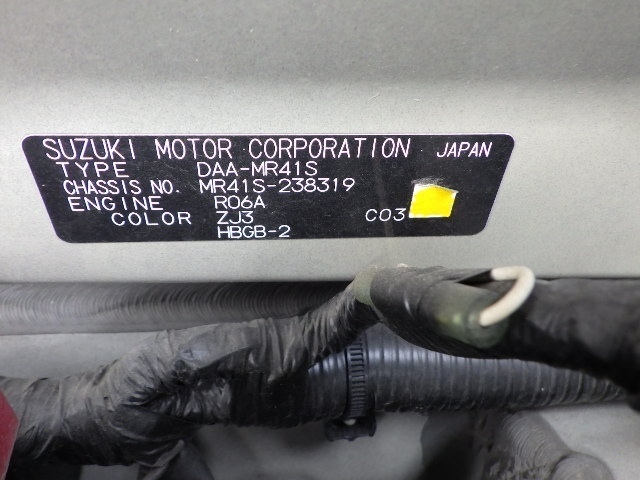 SUZUKI MOTOR CORPORATION JAPAN
TYPE DAA-MR41S
CHASSIS NO. MR41S-238319
ENGINE R06A
COLOR ZJ3 C03
HBGB-2